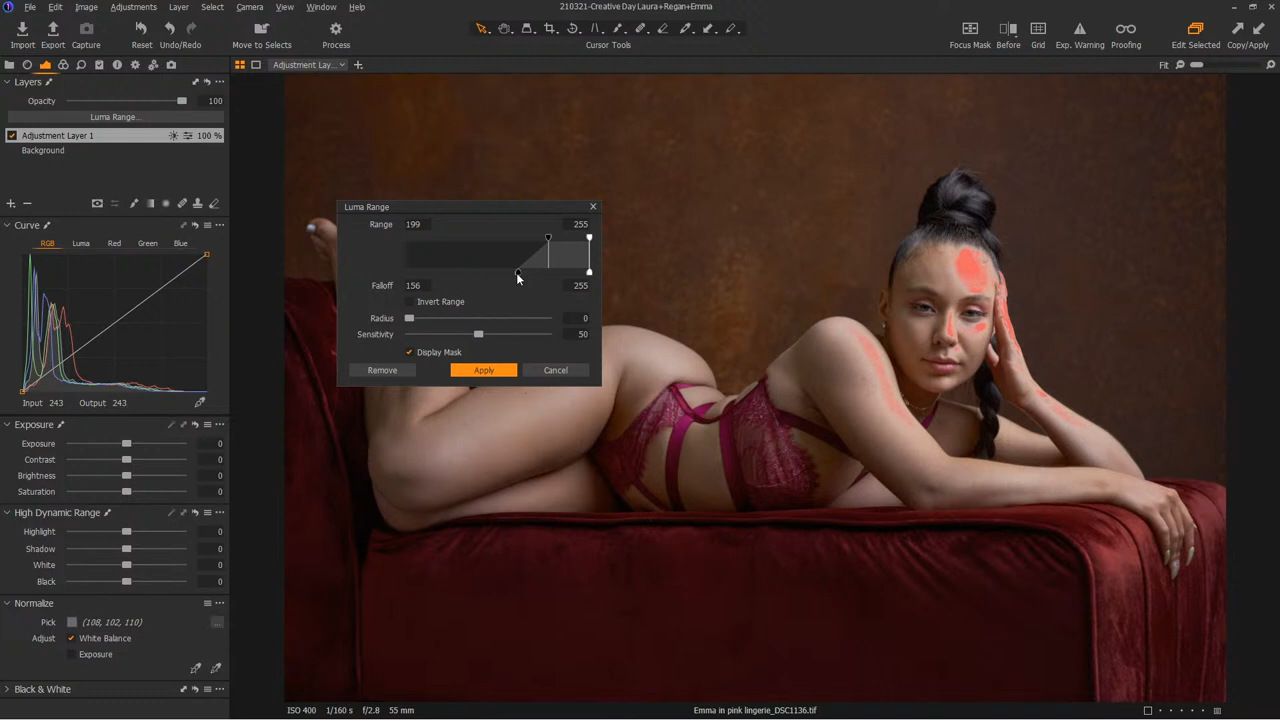 File Edit Image Adjustments Layer Select Camera View Window Help
210321-Creative Day Laura+Regan+Emma
Import Export Capture Reset Undo/Redo Move to Selects Process Cursor Tools Focus Mask Before Grid Exp. Warning Proofing Edit Selected Copy/Apply
Adjustment Lay...
Fit
Layers
Opacity 100
Luma Range...
Adjustment Layer 1 100 %
Background
Curve
RGB Luma Red Green Blue
Input 243 Output 243
Exposure
Exposure 0
Contrast 0
Brightness 0
Saturation 0
High Dynamic Range
Highlight 0
Shadow 0
White 0
Black 0
Normalize
Pick (108, 102, 110) ...
Adjust White Balance
Exposure
Black & White
Luma Range
Range 199 255
Falloff 156 255
Invert Range
Radius 0
Sensitivity 50
Display Mask
Remove Apply Cancel
ISO 400 1/160 s f/2.8 55 mm
Emma in pink lingerie_DSC1136.tif